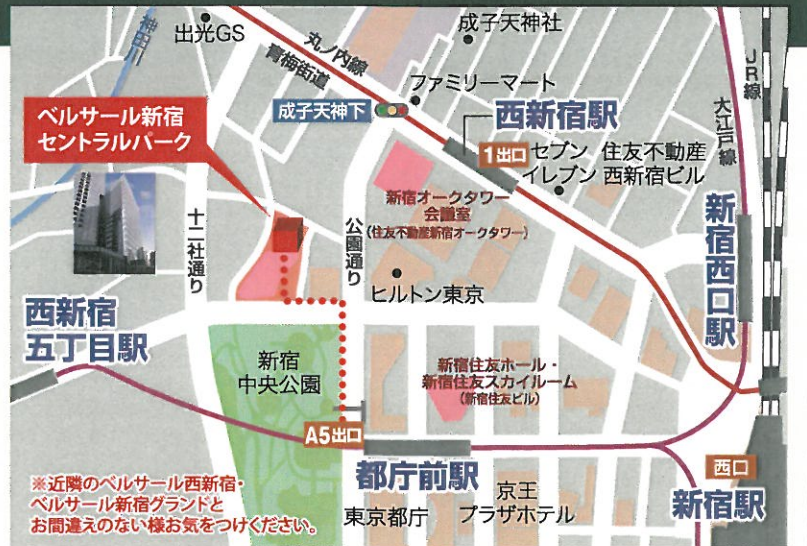 神田川
出光GS
丸ノ内線
青梅街道
成子天神社
ファミリーマート
成子天神下
西新宿駅
1出口
セブン
イレブン
住友不動産
西新宿ビル
JR線
大江戸線
ベルサール新宿
セントラルパーク
十二社通り
公園通り
新宿オークタワー
会議室
(住友不動産新宿オークタワー)
ヒルトン東京
新宿西口駅
西新宿
五丁目駅
新宿
中央公園
新宿住友ホール・
新宿住友スカイルーム
(新宿住友ビル)
A5出口
都庁前駅
西口
新宿駅
※近隣のベルサール西新宿・
ベルサール新宿グランドと
お間違えのない様お気をつけください。
東京都庁
京王
プラザホテル